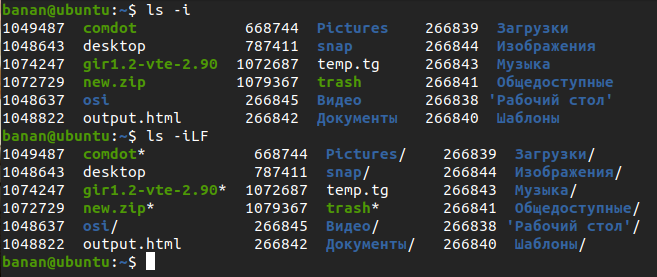 banan@ubuntu:~$ ls -i
1049487 comdot 668744 Pictures 266839 Загрузки
1048643 desktop 787411 snap 266844 Изображения
1074247 gir1.2-vte-2.90 1072687 temp.tg 266843 Музыка
1072729 new.zip 1079367 trash 266841 Общедоступные
1048637 osi 266845 Видео 266838 'Рабочий стол'
1048822 output.html 266842 Документы 266840 Шаблоны
banan@ubuntu:~$ ls -iLF
1049487 comdot* 668744 Pictures/ 266839 Загрузки/
1048643 desktop 787411 snap/ 266844 Изображения/
1074247 gir1.2-vte-2.90* 1072687 temp.tg 266843 Музыка/
1072729 new.zip* 1079367 trash* 266841 Общедоступные/
1048637 osi/ 266845 Видео/ 266838 'Рабочий стол'/
1048822 output.html 266842 Документы/ 266840 Шаблоны/
banan@ubuntu:~$